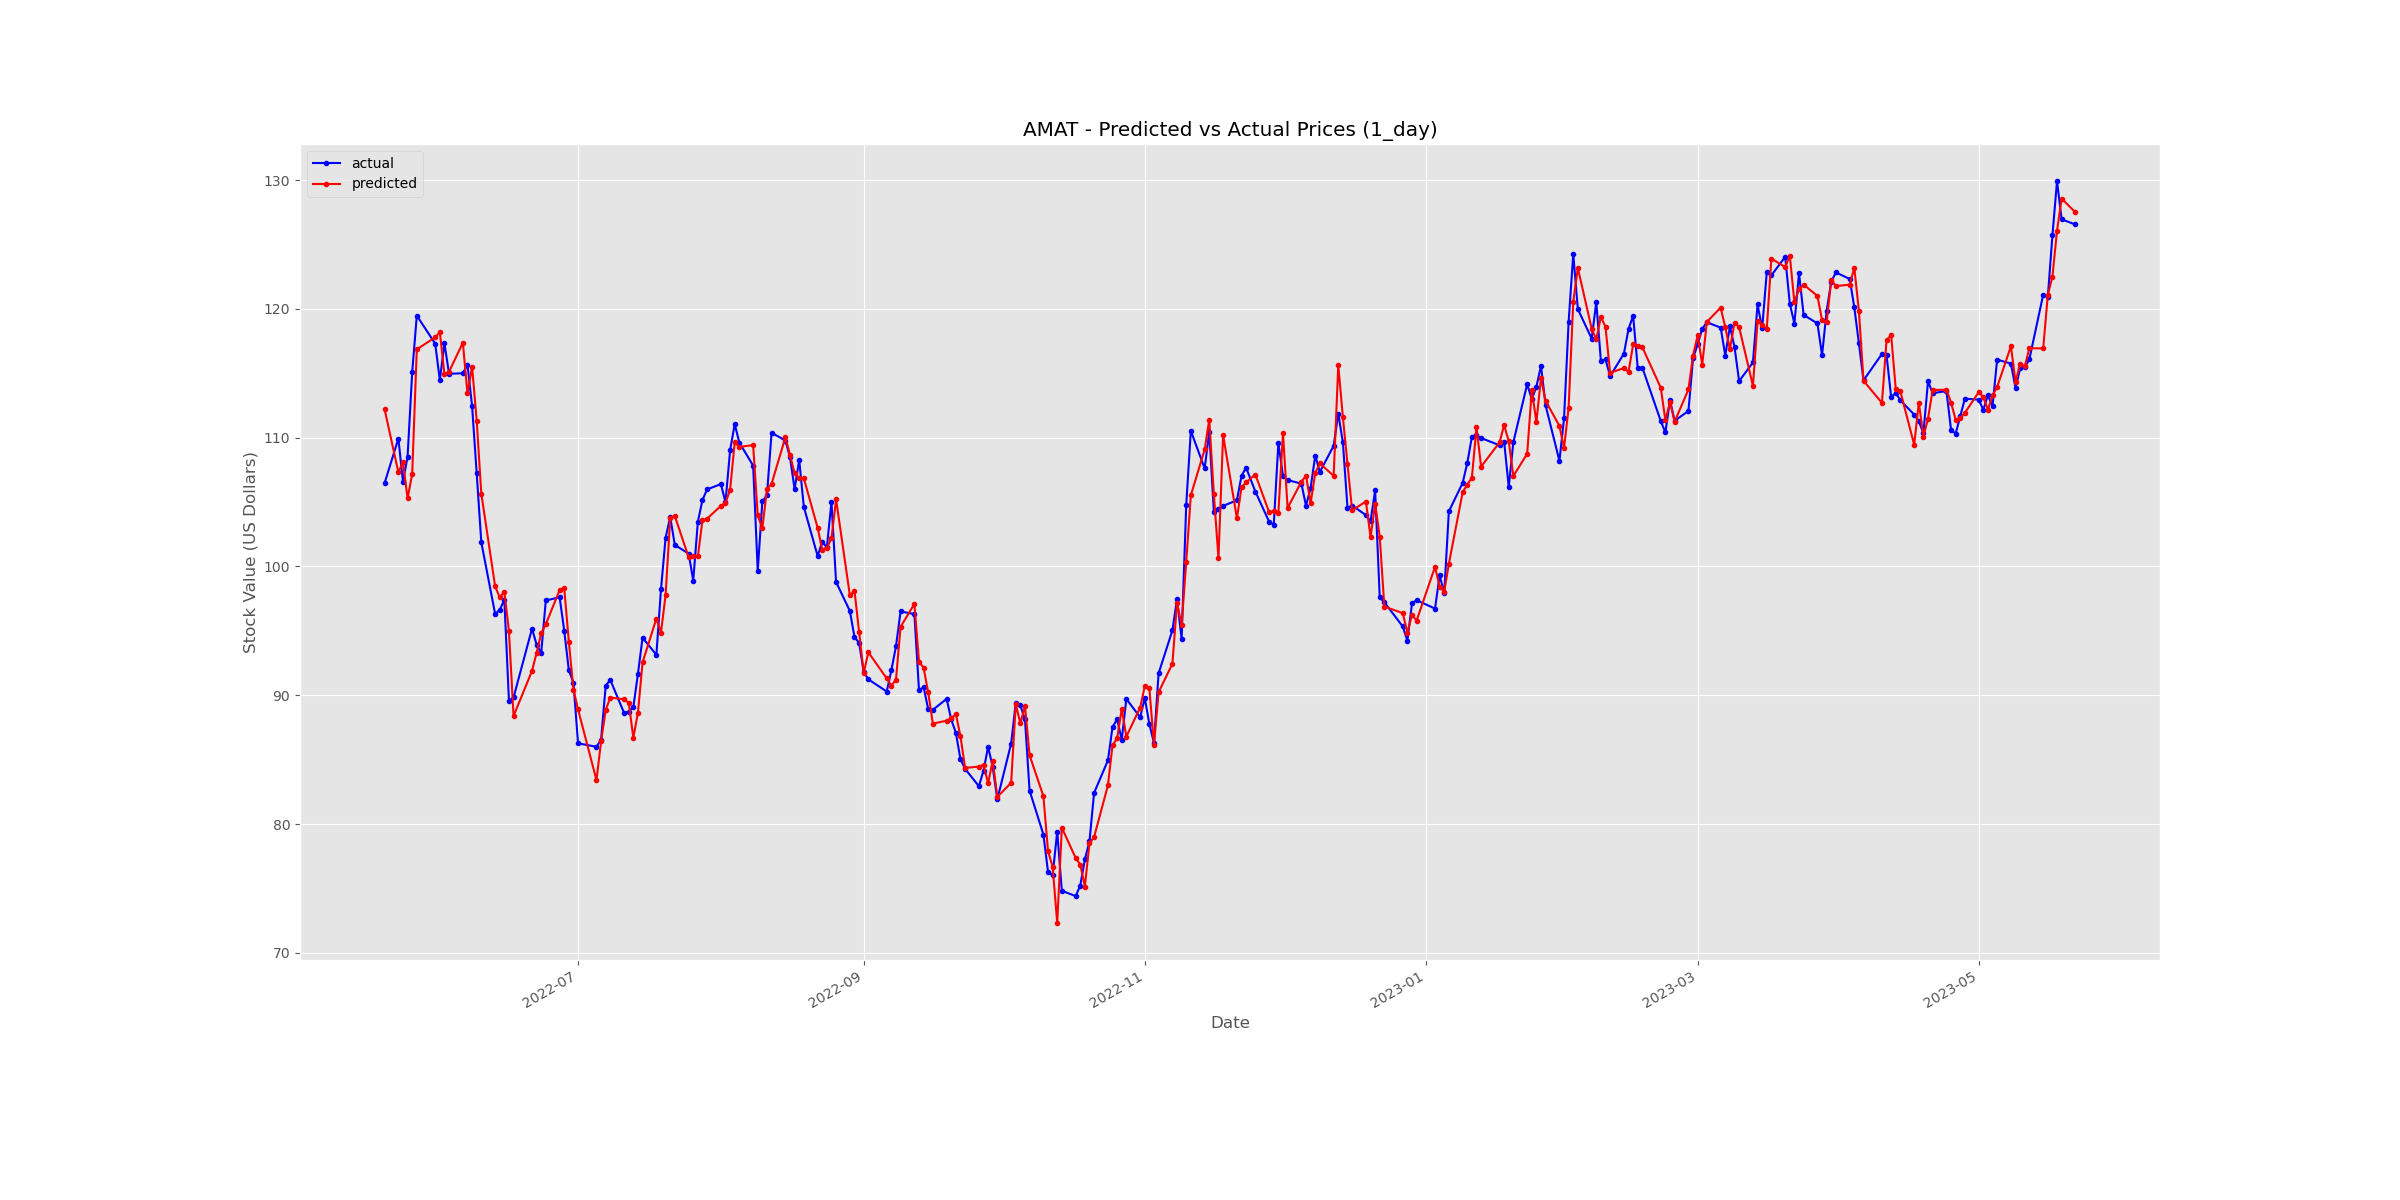 AMAT - Predicted vs Actual Prices (1_day)
actual
predicted
130
120
110
100
90
80
70
Stock Value (US Dollars)
2022-07
2022-09
2022-11
2023-01
2023-03
2023-05
Date